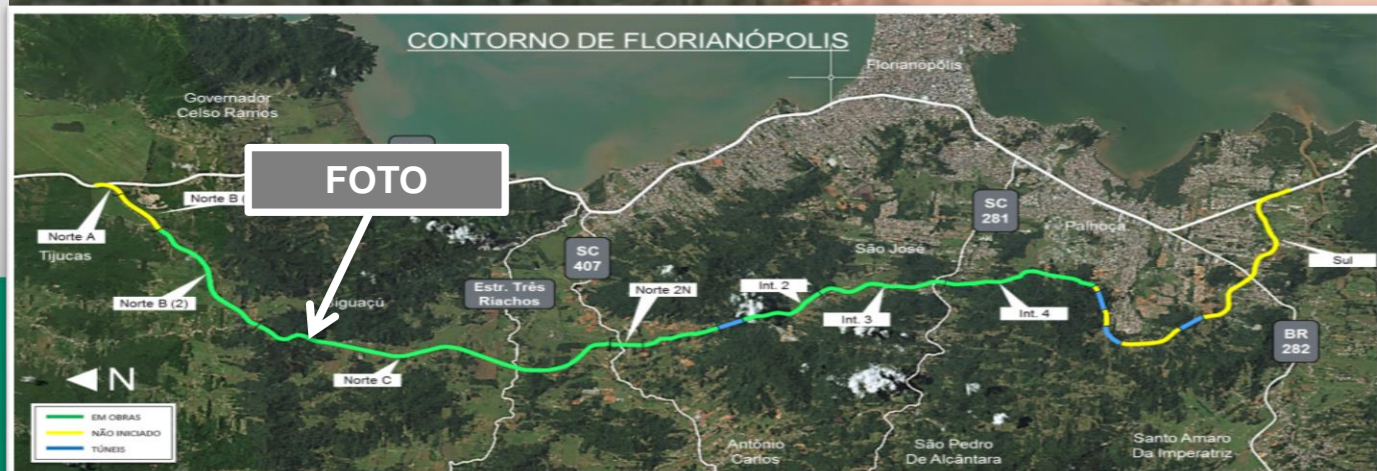 CONTORNO DE FLORIANÓPOLIS
Florianópolis
Governador
Celso Ramos
FOTO
Norte B (
Norte A
Tijucas
SC
407
SC
281
São José
Palhoça
Sul
Estr. Três
Riachos
Norte 2N
Int. 2
Int. 3
Int. 4
Norte B (2)
iguaçú
Norte C
BR
282
N
EM OBRAS
NÃO INICIADO
TÚNEIS
Antônio
Carlos
São Pedro
De Alcântara
Santo Amaro
Da Imperatriz